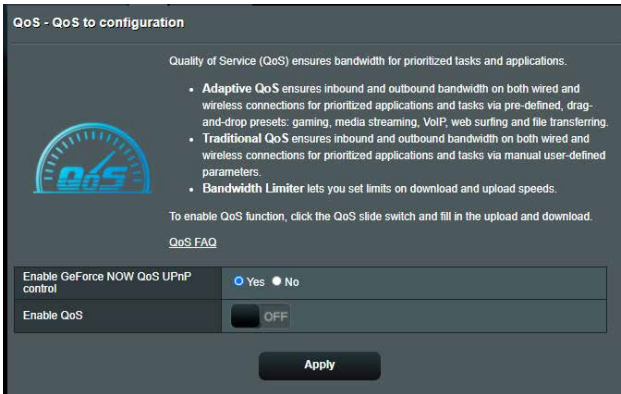 QoS - QoS to configuration
Quality of Service (QoS) ensures bandwidth for prioritized tasks and applications.
Adaptive QoS ensures inbound and outbound bandwidth on both wired and
wireless connections for prioritized applications and tasks via pre-defined, drag-
and-drop presets: gaming, media streaming, VoIP, web surfing and file transferring.
Traditional QoS ensures inbound and outbound bandwidth on both wired and
wireless connections for prioritized applications and tasks via manual user-defined
parameters.
Bandwidth Limiter lets you set limits on download and upload speeds.
QoS
To enable QoS function, click the QoS slide switch and fill in the upload and download.
QoS FAQ
Enable GeForce NOW QoS UPnP
control
Yes No
Enable QoS
OFF
Apply